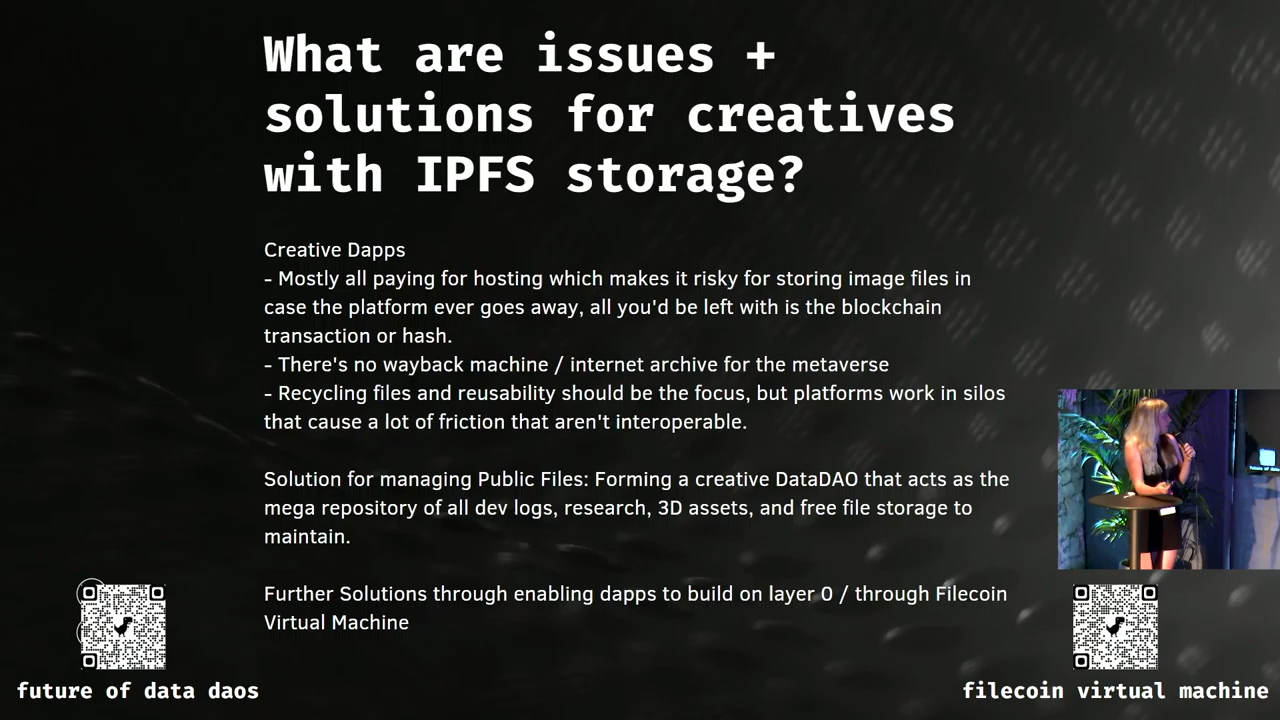 What are issues +
solutions for creatives
with IPFS storage?
Creative Dapps
- Mostly all paying for hosting which makes it risky for storing image files in
case the platform ever goes away, all you'd be left with is the blockchain
transaction or hash.
- There's no wayback machine / internet archive for the metaverse
- Recycling files and reusability should be the focus, but platforms work in silos
that cause a lot of friction that aren't interoperable.
Solution for managing Public Files: Forming a creative DataDAO that acts as the
mega repository of all dev logs, research, 3D assets, and free file storage to
maintain.
Further Solutions through enabling dapps to build on layer 0 / through Filecoin
Virtual Machine
future of data daos
filecoin virtual machine